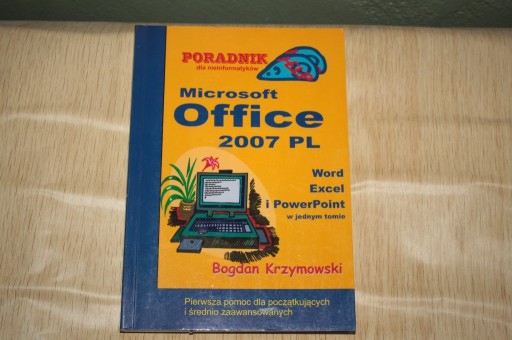 PORADNIK
dla nieinformatyków
Microsoft
Office
2007 PL
Word
Excel
i PowerPoint
w jednym tomie
Bogdan Krzymowski
Pierwsza pomoc dla początkujących
i średnio zaawansowanych